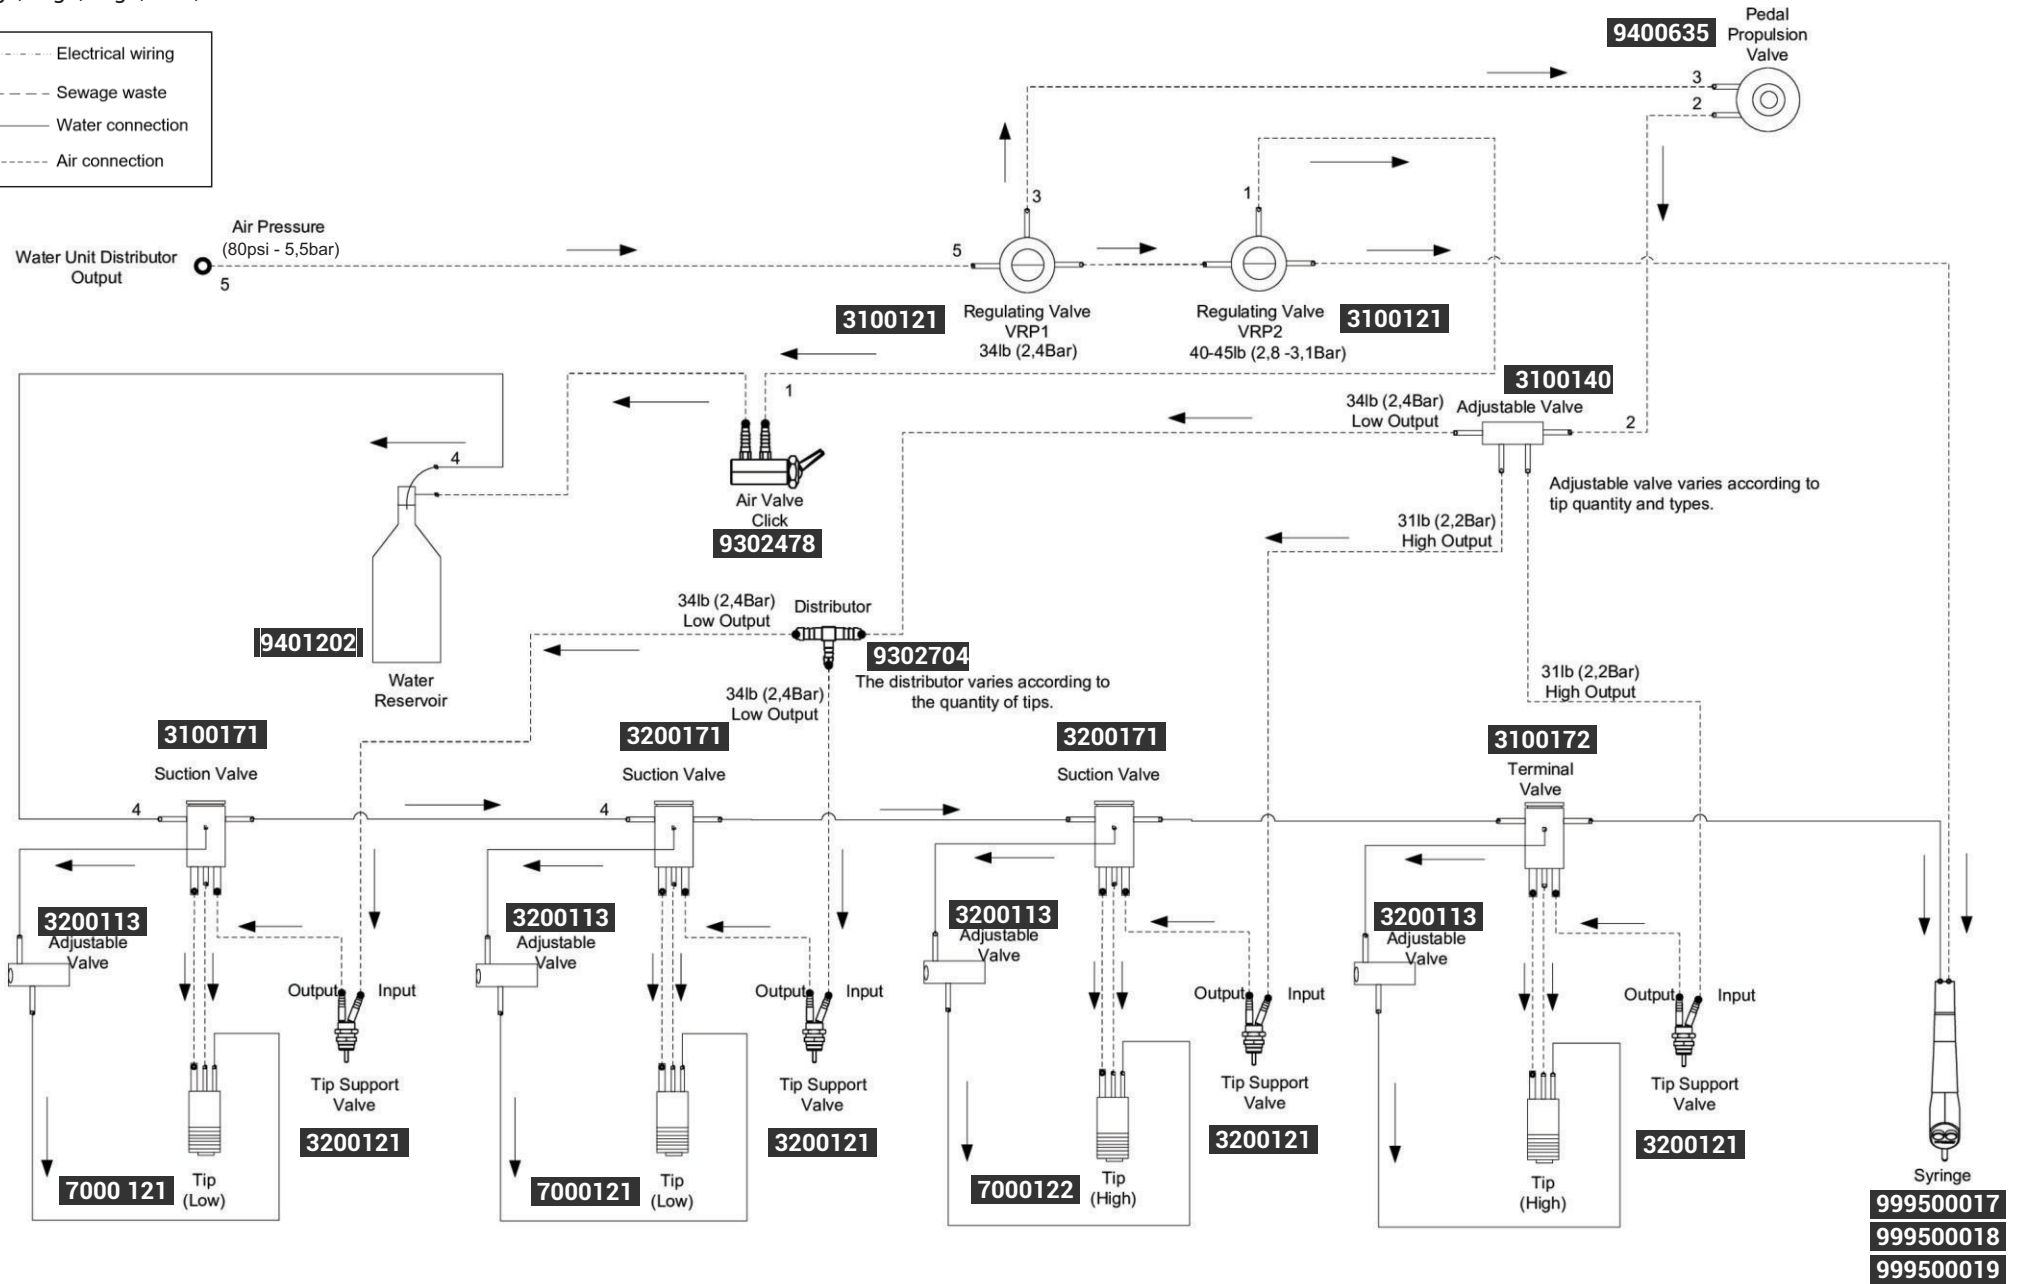 Electrical wiring
Sewage waste
Water connection
Air connection
9400635
Pedal
Propulsion
Valve
3
2
Water Unit Distributor
Output
Air Pressure
(80psi - 5,5bar)
5
5
3
1
3100121
Regulating Valve
VRP1
34lb (2,4Bar)
Regulating Valve
VRP2
40-45lb (2,8 -3,1Bar)
3100121
1
3100140
34lb (2,4Bar)
Low Output
Adjustable Valve
2
4
Air Valve
Click
9302478
Adjustable valve varies according to
tip quantity and types.
31lb (2,2Bar)
High Output
9401202
Water
Reservoir
34lb (2,4Bar)
Low Output
Distributor
9302704
The distributor varies according to
the quantity of tips.
34lb (2,4Bar)
Low Output
31lb (2,2Bar)
High Output
3100171
Suction Valve
3200171
Suction Valve
3200171
Suction Valve
3100172
Terminal
Valve
4
4
3200113
Adjustable
Valve
3200113
Adjustable
Valve
3200113
Adjustable
Valve
3200113
Adjustable
Valve
Output
Input
Output
Input
Output
Input
Output
Input
Tip Support
Valve
3200121
Tip Support
Valve
3200121
Tip Support
Valve
3200121
Tip Support
Valve
3200121
7000 121
Tip
(Low)
7000121
Tip
(Low)
7000122
Tip
(High)
Tip
(High)
Syringe
999500017
999500018
999500019